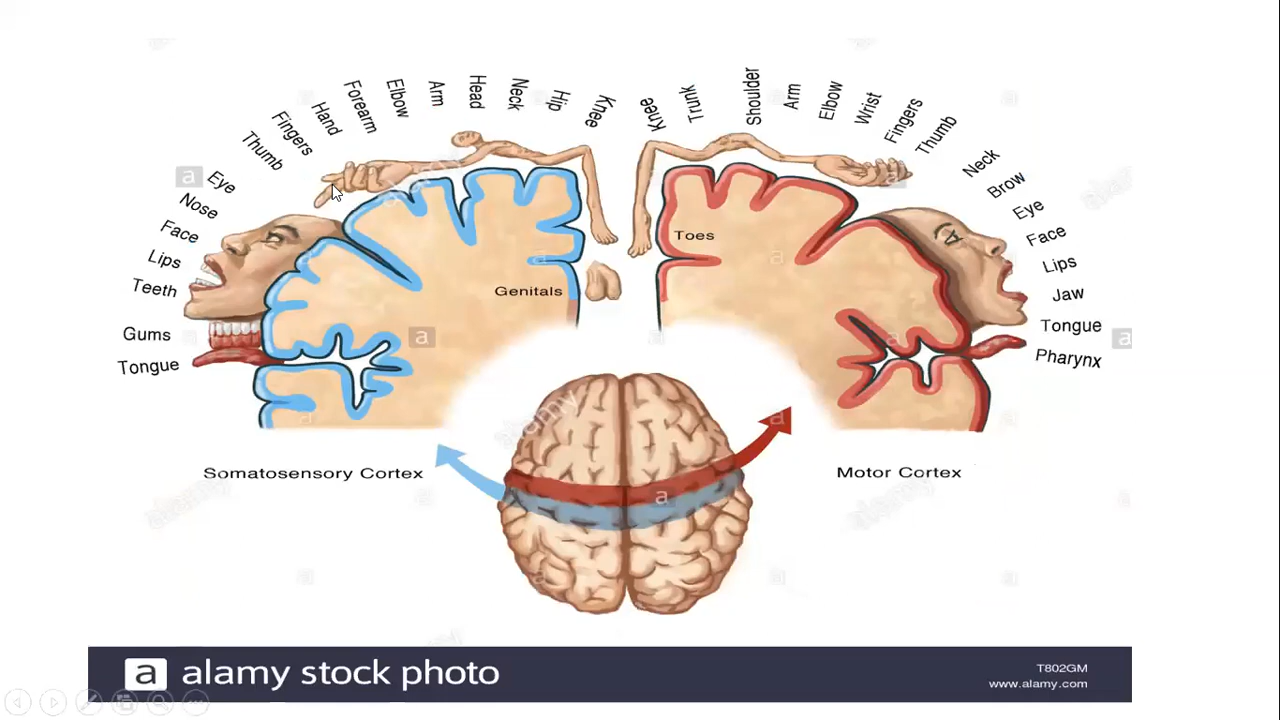 Tongue
Gums
Teeth
Lips
Face
Nose
Eye
Thumb
Fingers
Hand
Forearm
Elbow
Arm
Head
Neck
Hip
Knee
Knee
Trunk
Shoulder
Arm
Elbow
Wrist
Fingers
Thumb
Neck
Brow
Eye
Face
Lips
Jaw
Tongue
Pharynx
Toes
Genitals
Somatosensory Cortex
Motor Cortex
alamy
alamy
a alamy stock photo
T802GM
www.alamy.com